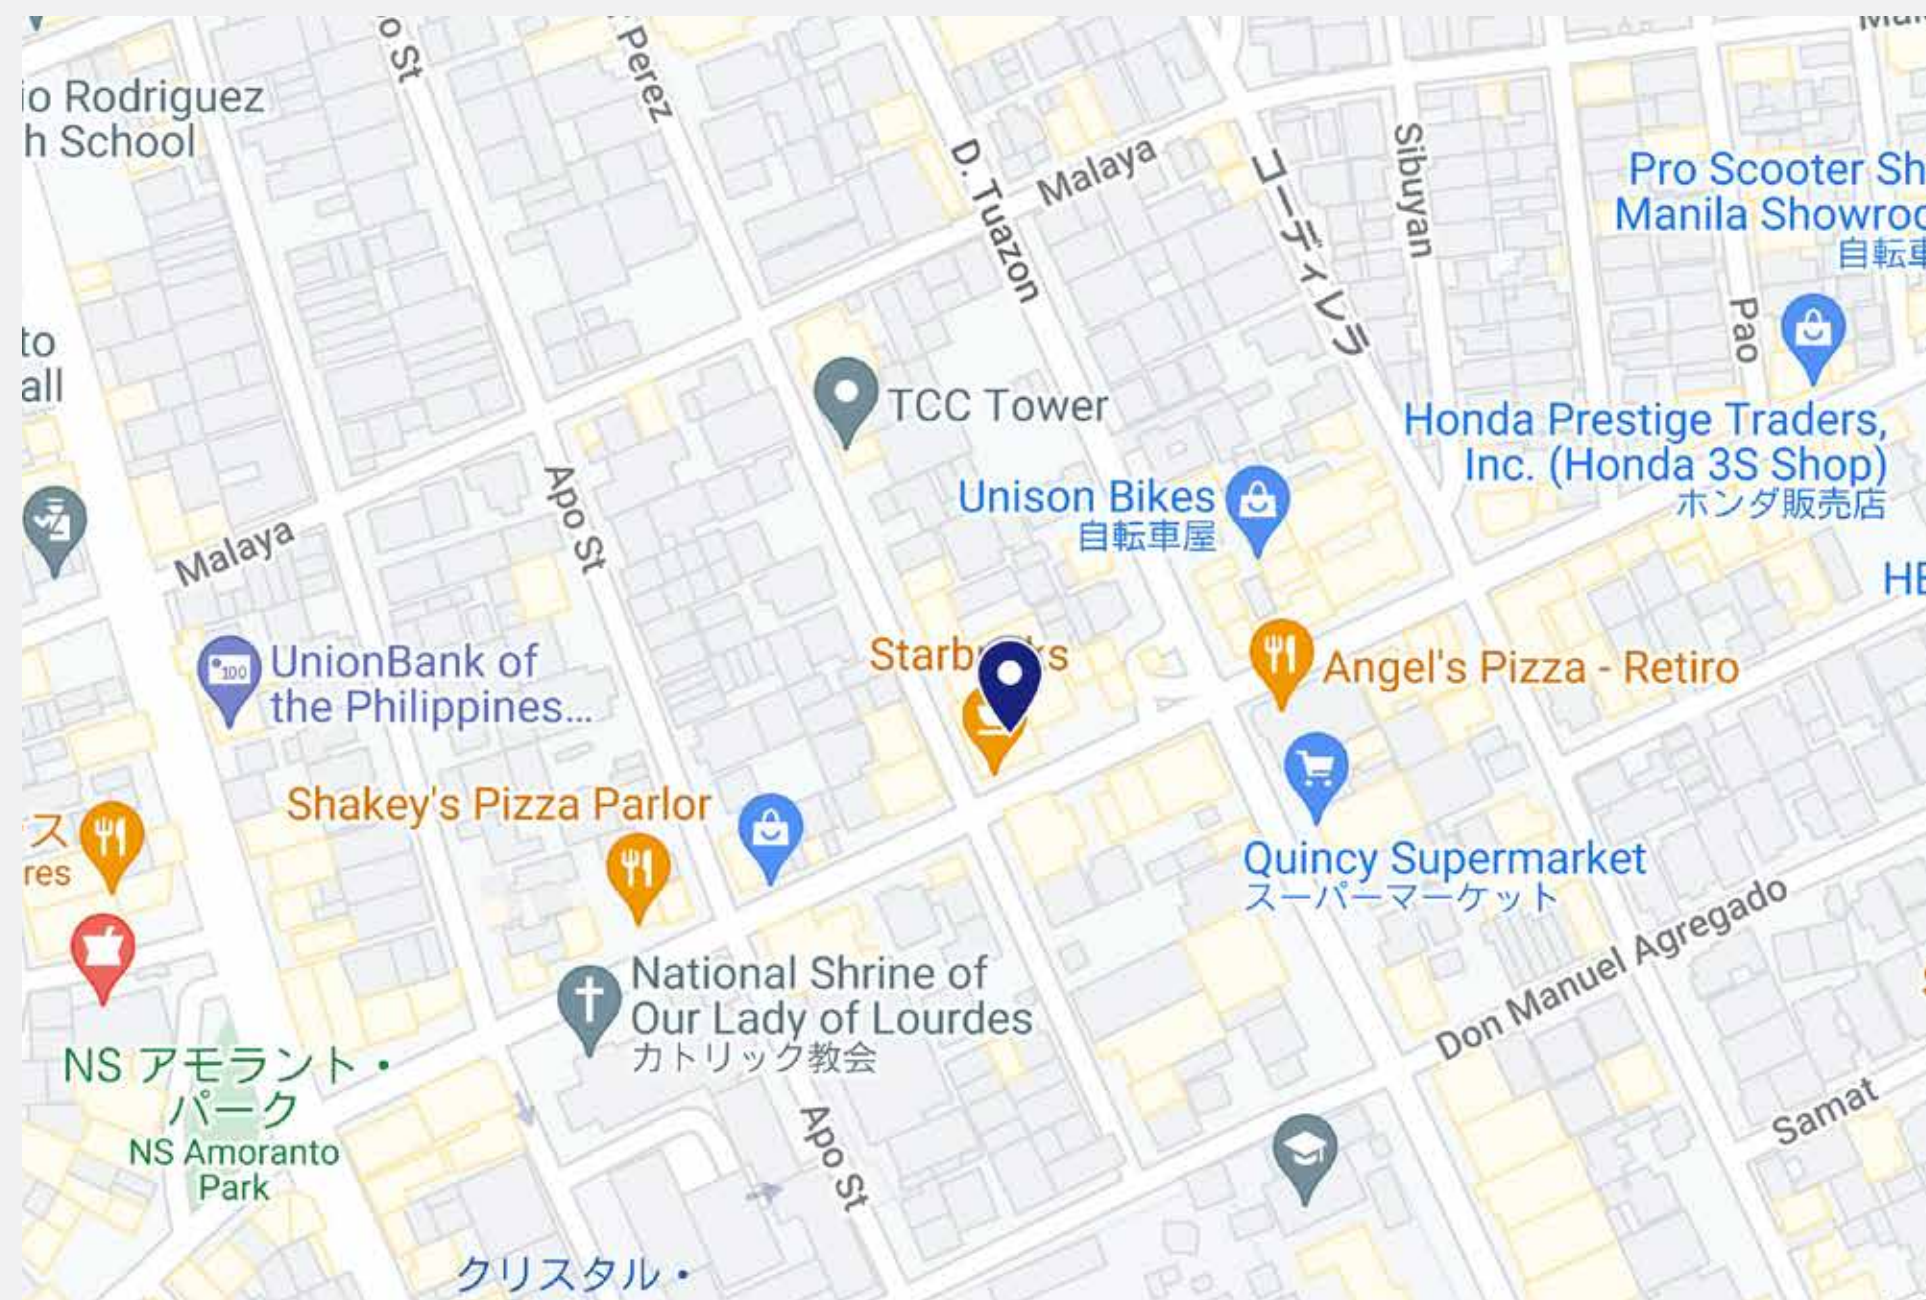 o St
Perez
io Rodriguez
h School
D. Tuazon
Malaya
コーディレラ
Sibuyan
Pro Scooter Sh
Manila Showroo
自転車
Pao
to
all
TCC Tower
Honda Prestige Traders,
Inc. (Honda 3S Shop)
ホンダ販売店
Apo St
Unison Bikes
自転車屋
Malaya
HE
UnionBank of
the Philippines...
100
Angel's Pizza - Retiro
Shakey's Pizza Parlor
ス
res
Quincy Supermarket
スーパーマーケット
Don Manuel Agregado
National Shrine of
Our Lady of Lourdes
カトリック教会
NS アモラント・
パーク
NS Amoranto
Park
Apo St
Samat
クリスタル・